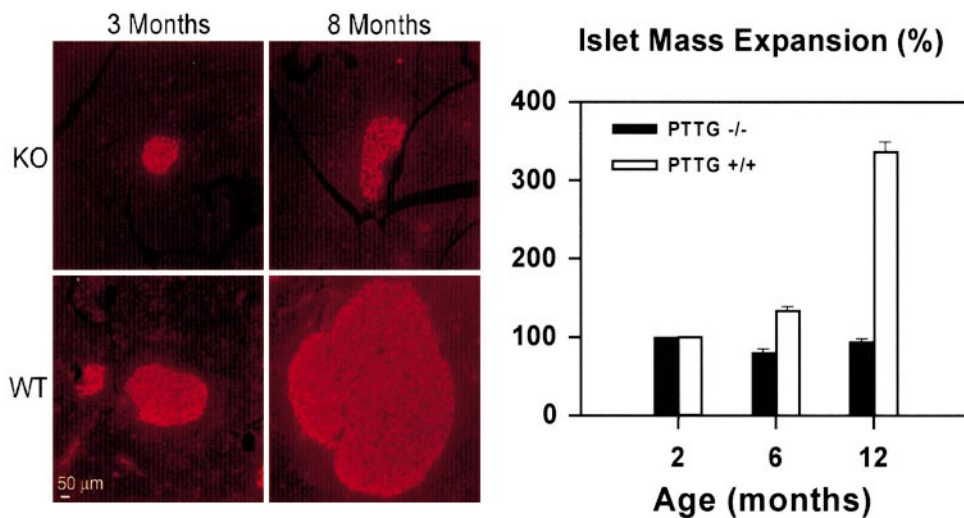 3 Months
8 Months
KO
WT
50 μm
Islet Mass Expansion (%)
400
300
200
100
0
PTTG -/-
PTTG +/+
2
6
12
Age (months)